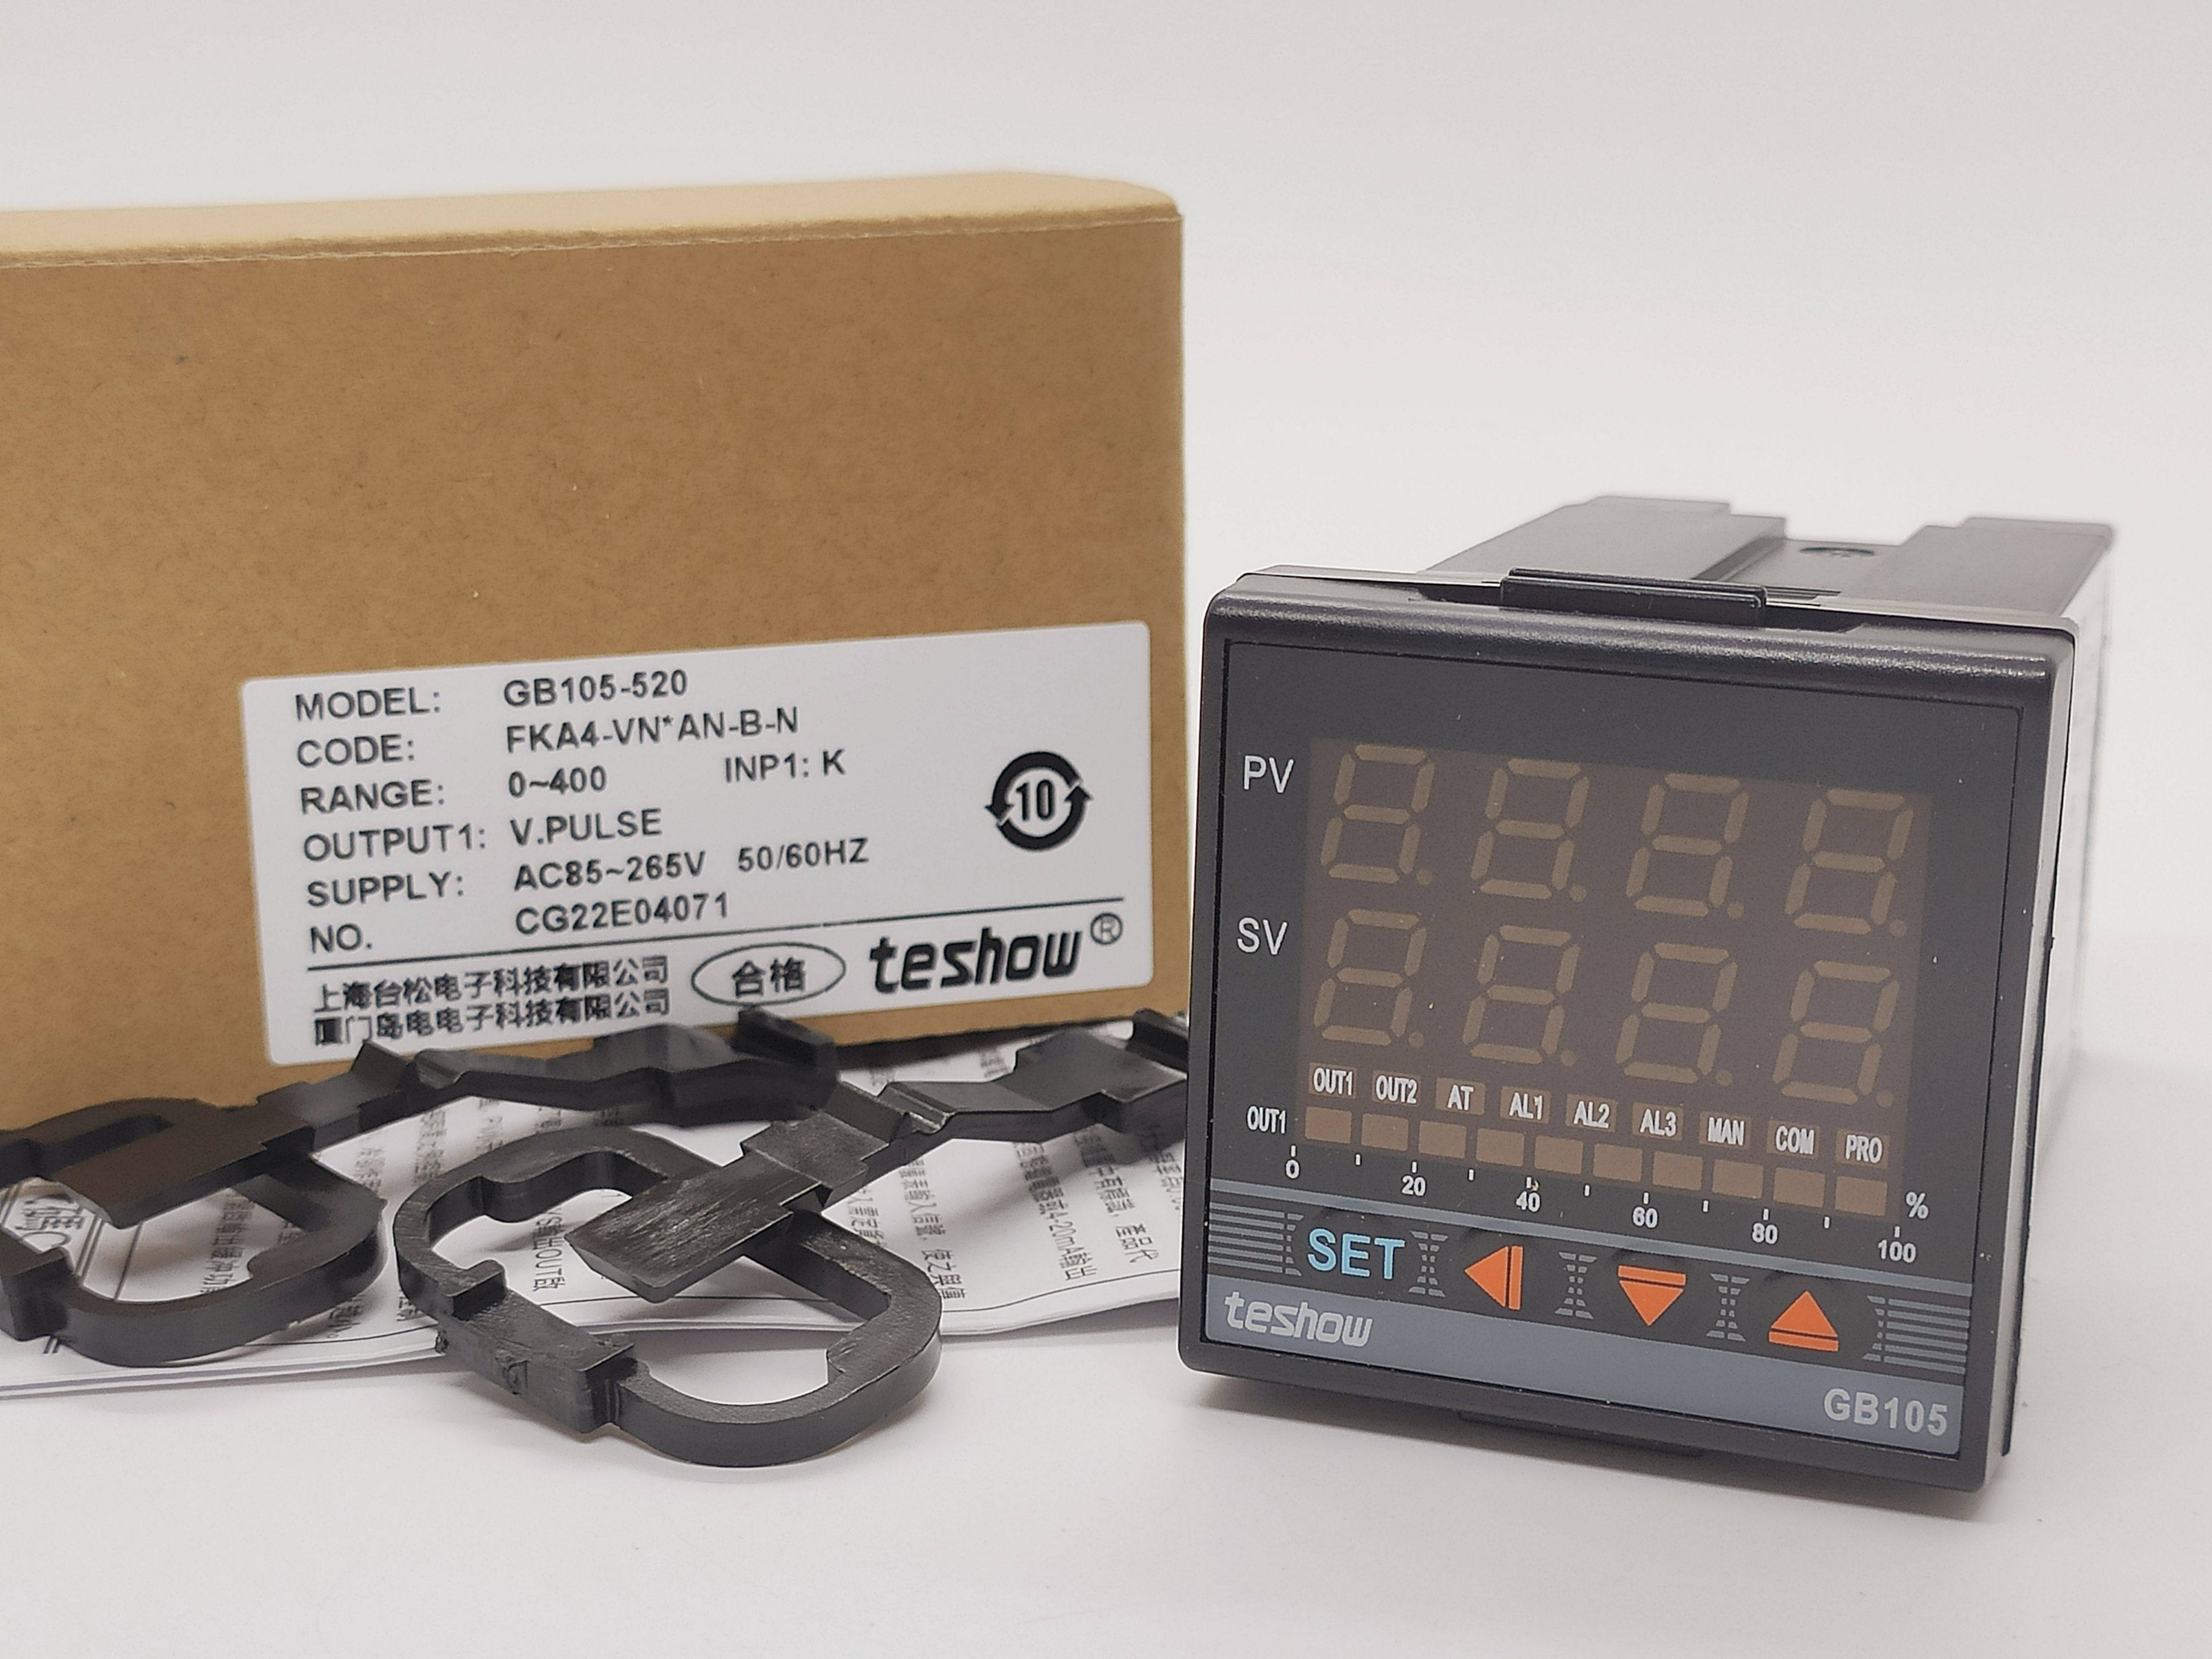 MODEL: GB105-520
CODE: FKA4-VN*AN-B-N
RANGE: 0~400 INP1: K
OUTPUT1: V.PULSE
SUPPLY: AC85~265V 50/60HZ
NO. CG22E04071
10
上海台松电子科技有限公司
厦门岛电电子科技有限公司
合格
teshow®
PV
SV
OUT1 OUT2 AT AL1 AL2 AL3 MAN COM PRO
OUT1
0 20 40 60 80 100 %
SET
teshow
GB105